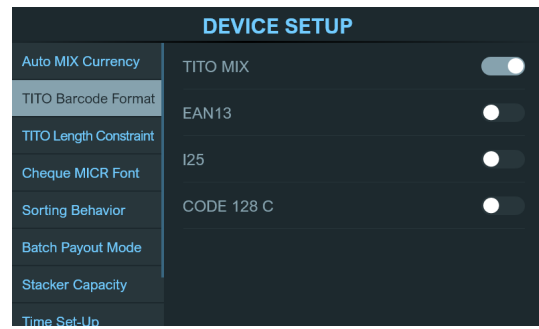 DEVICE SETUP
Auto MIX Currency
TITO Barcode Format
TITO Length Constraint
Cheque MICR Font
Sorting Behavior
Batch Payout Mode
Stacker Capacity
Time Set-Up
TITO MIX
EAN13
I25
CODE 128 C